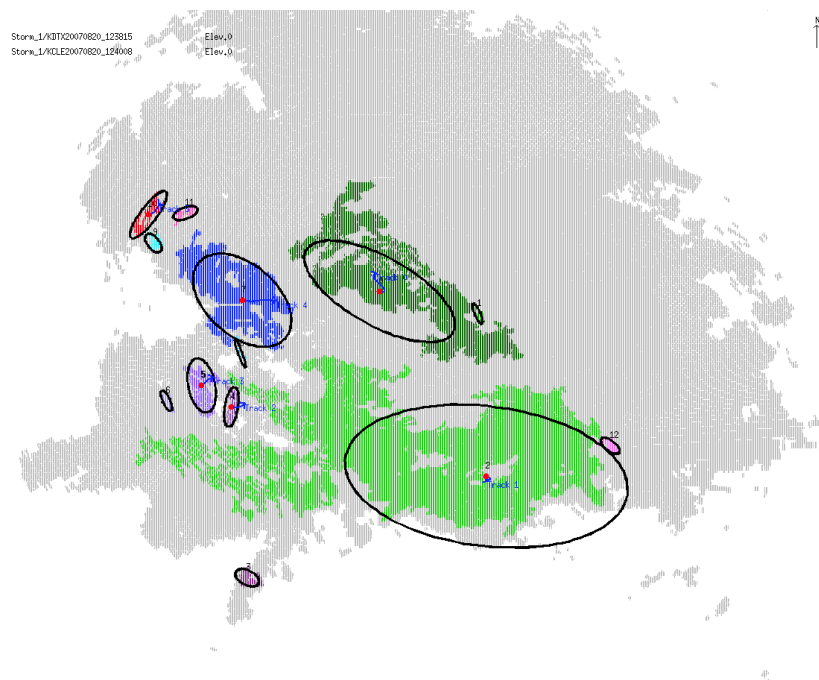 Storm_1/KDTX20070820_123815 Elev.0
Storm_1/KCLE20070820_124008 Elev.0
N
11
9
1
Track 4
5
Track 3
6
4
Track 2
12
2
Track 1
3